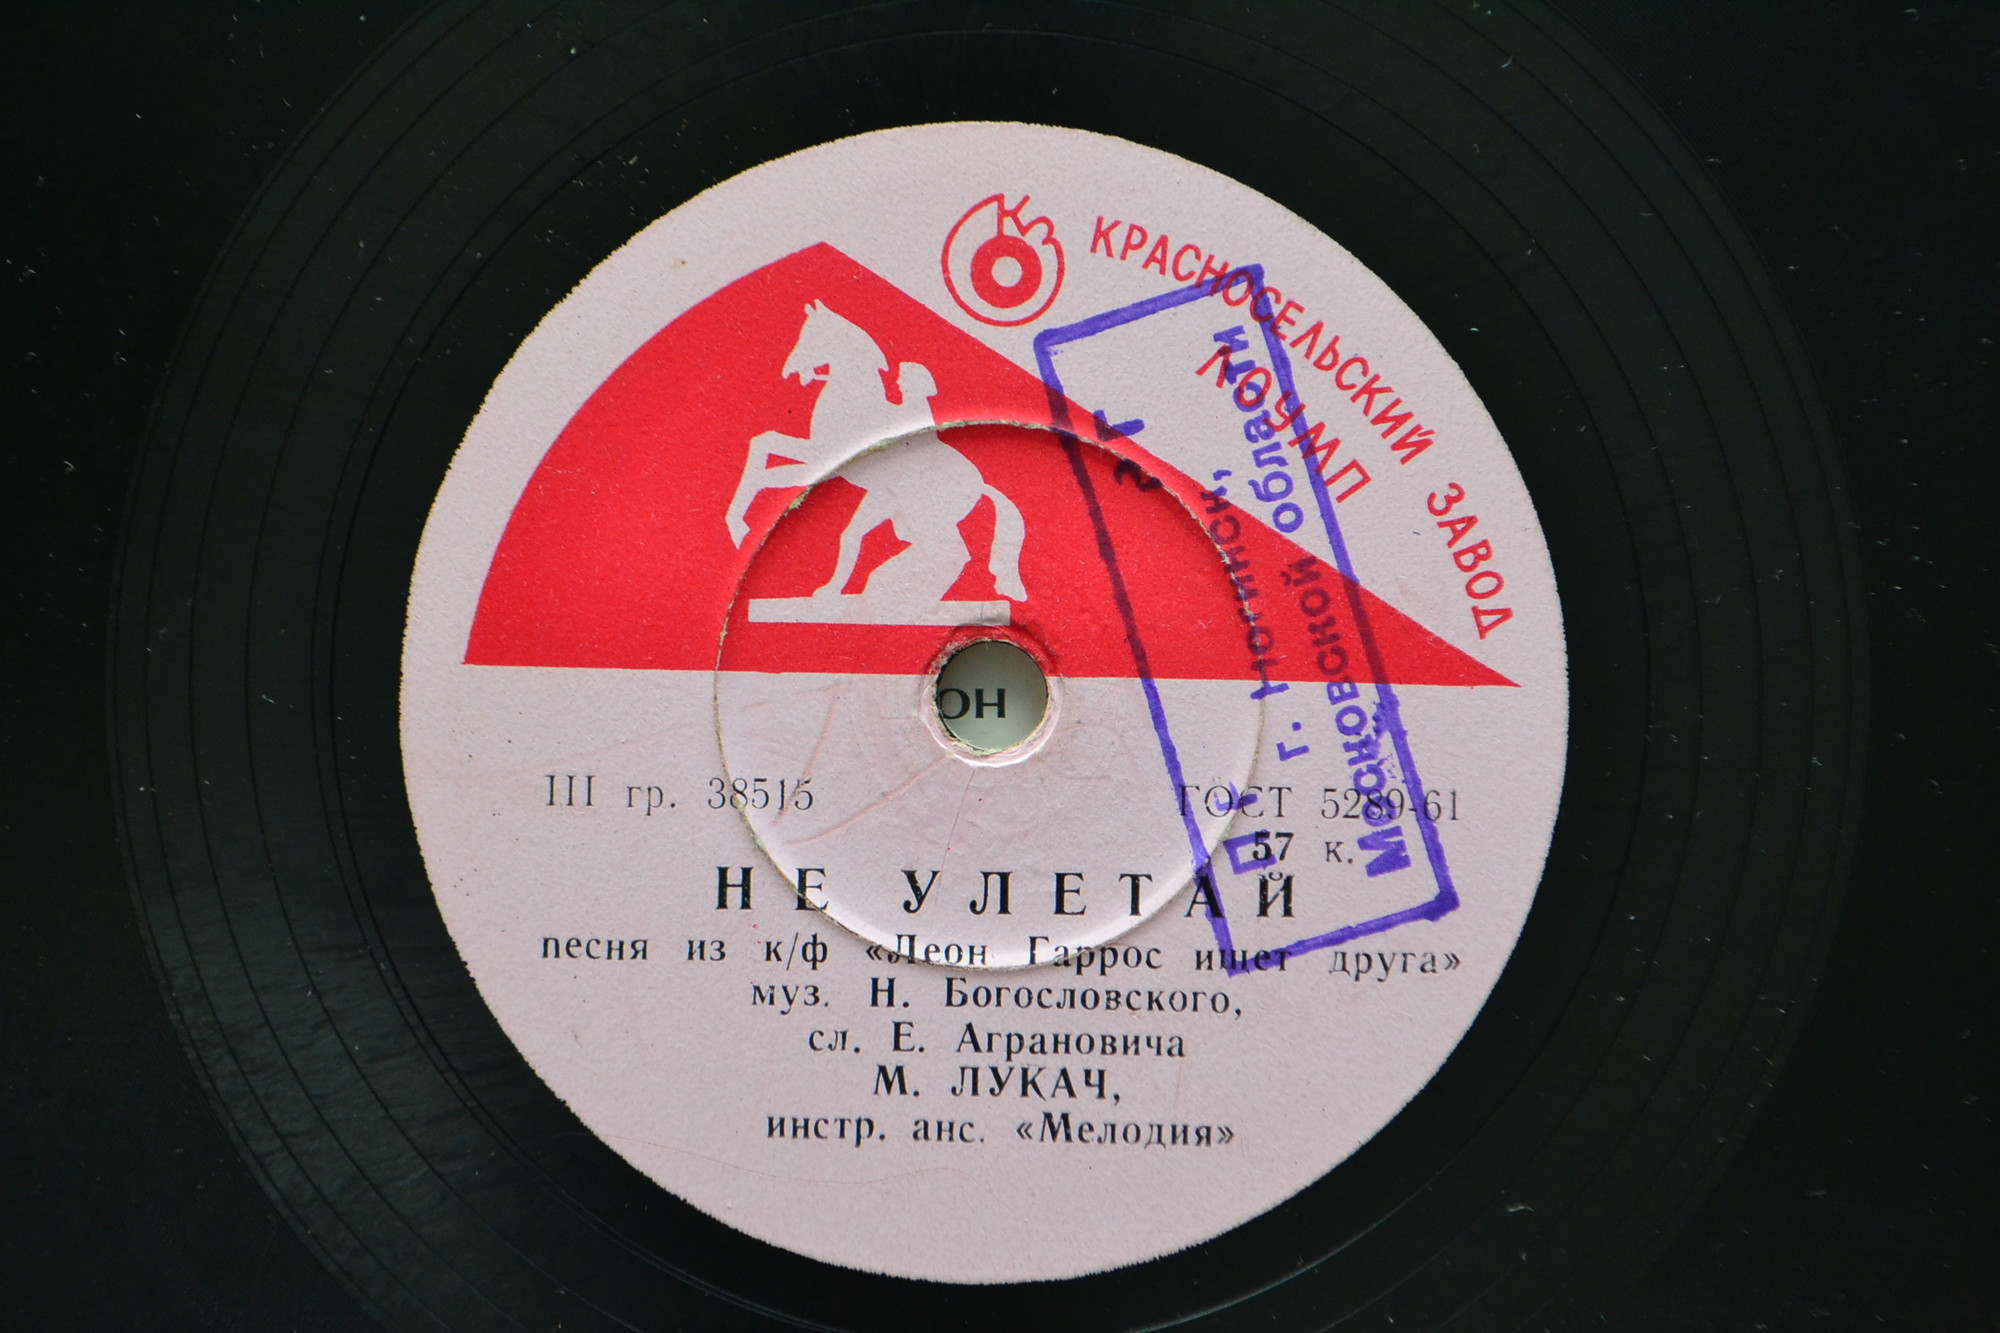 КРАСНОСЕЛЬСКИЙ ЗАВОД
ЛОУМП
ОН
III гр. 38515
ГОСТ 5289-61
57 к.
НЕ УЛЕТАЙ
песня из к/ф «Леон Гаррос ищет друга»
муз. Н. Богословского,
сл. Е. Аграновича
М. ЛУКАЧ,
инстр. анс. «Мелодия»
г. Ногинск,
Московской области